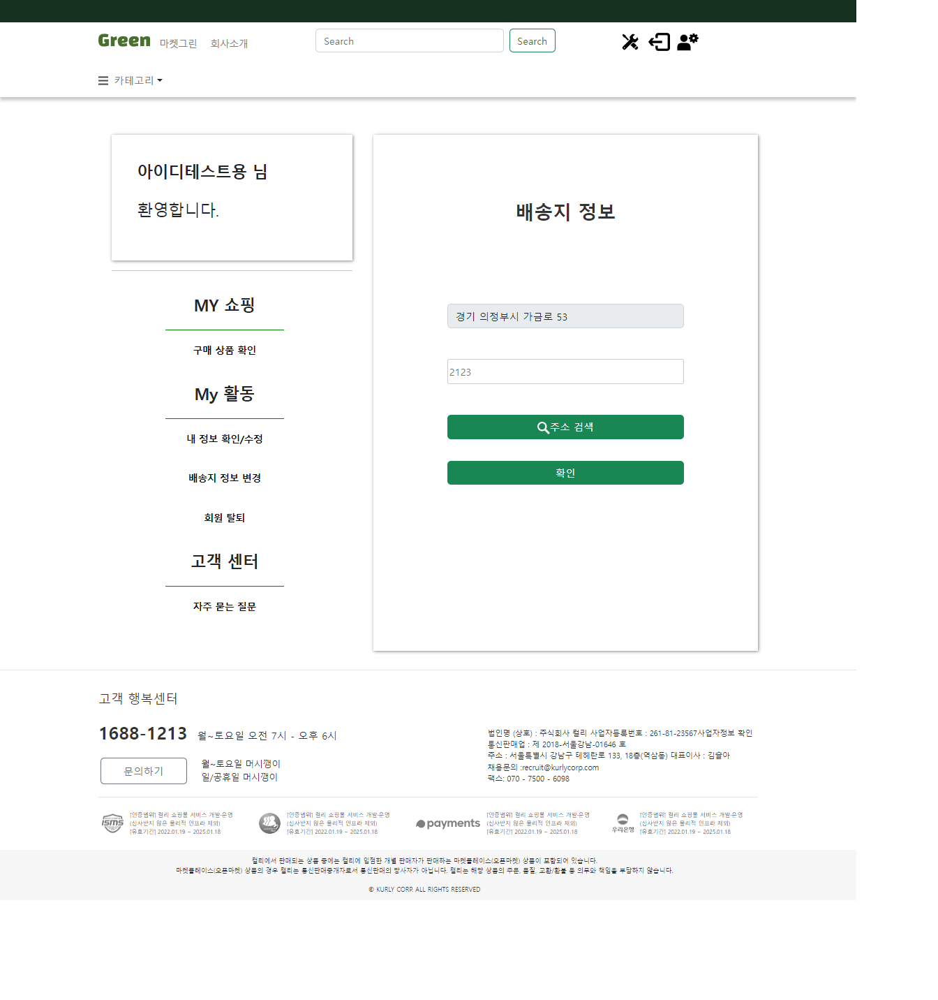 Green 마켓그린 회사소개 Search Search
카테고리
아이디테스트용 님
환영합니다.
MY 쇼핑
구매 상품 확인
My 활동
내 정보 확인/수정
배송지 정보 변경
회원 탈퇴
고객 센터
자주 묻는 질문
배송지 정보
경기 의정부시 가금로 53
2123
주소 검색
확인
고객 행복센터
1688-1213 월~토요일 오전 7시 - 오후 6시
문의하기
월~토요일 머시깽이
일/공휴일 머시깽이
법인명 (상호) : 주식회사 컬리 사업자등록번호 : 261-81-23567사업자정보 확인
통신판매업 : 제 2018-서울강남-01646 호
주소 : 서울특별시 강남구 테헤란로 133, 18층(역삼동) 대표이사 : 김슬아
채용문의 :recruit@kurlycorp.com
팩스: 070 - 7500 - 6098
ISMS
[인증범위] 컬리 쇼핑몰 서비스 개발·운영
(심사받지 않은 물리적 인프라 제외)
[유효기간] 2022.01.19 ~ 2025.01.18
[인증범위] 컬리 쇼핑몰 서비스 개발·운영
(심사받지 않은 물리적 인프라 제외)
[유효기간] 2022.01.19 ~ 2025.01.18
payments
[인증범위] 컬리 쇼핑몰 서비스 개발·운영
(심사받지 않은 물리적 인프라 제외)
[유효기간] 2022.01.19 ~ 2025.01.18
우리은행
[인증범위] 컬리 쇼핑몰 서비스 개발·운영
(심사받지 않은 물리적 인프라 제외)
[유효기간] 2022.01.19 ~ 2025.01.18
컬리에서 판매되는 상품 중에는 컬리에 입점한 개별 판매자가 판매하는 마켓플레이스(오픈마켓) 상품이 포함되어 있습니다.
마켓플레이스(오픈마켓) 상품의 경우 컬리는 통신판매중개자로서 통신판매의 당사자가 아닙니다. 컬리는 해당 상품의 주문, 품질, 교환/환불 등 의무와 책임을 부담하지 않습니다.
© KURLY CORP. ALL RIGHTS RESERVED